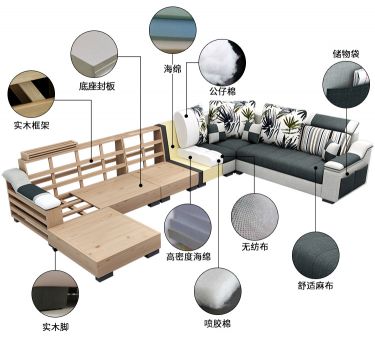 储物袋
海绵
底座封板
公仔棉
实木框架
无纺布
高密度海绵
舒适麻布
喷胶棉
实木脚